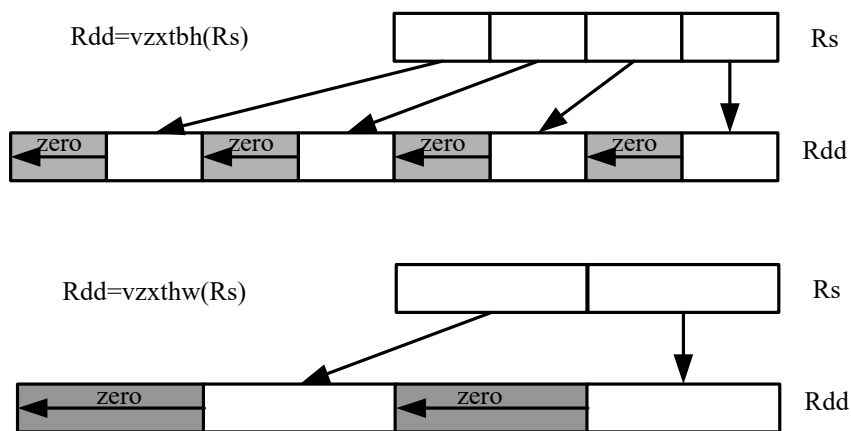 Rdd=vzxtbh(Rs)
Rs
zero zero zero zero
Rdd
Rdd=vzxthw(Rs)
Rs
zero zero
Rdd